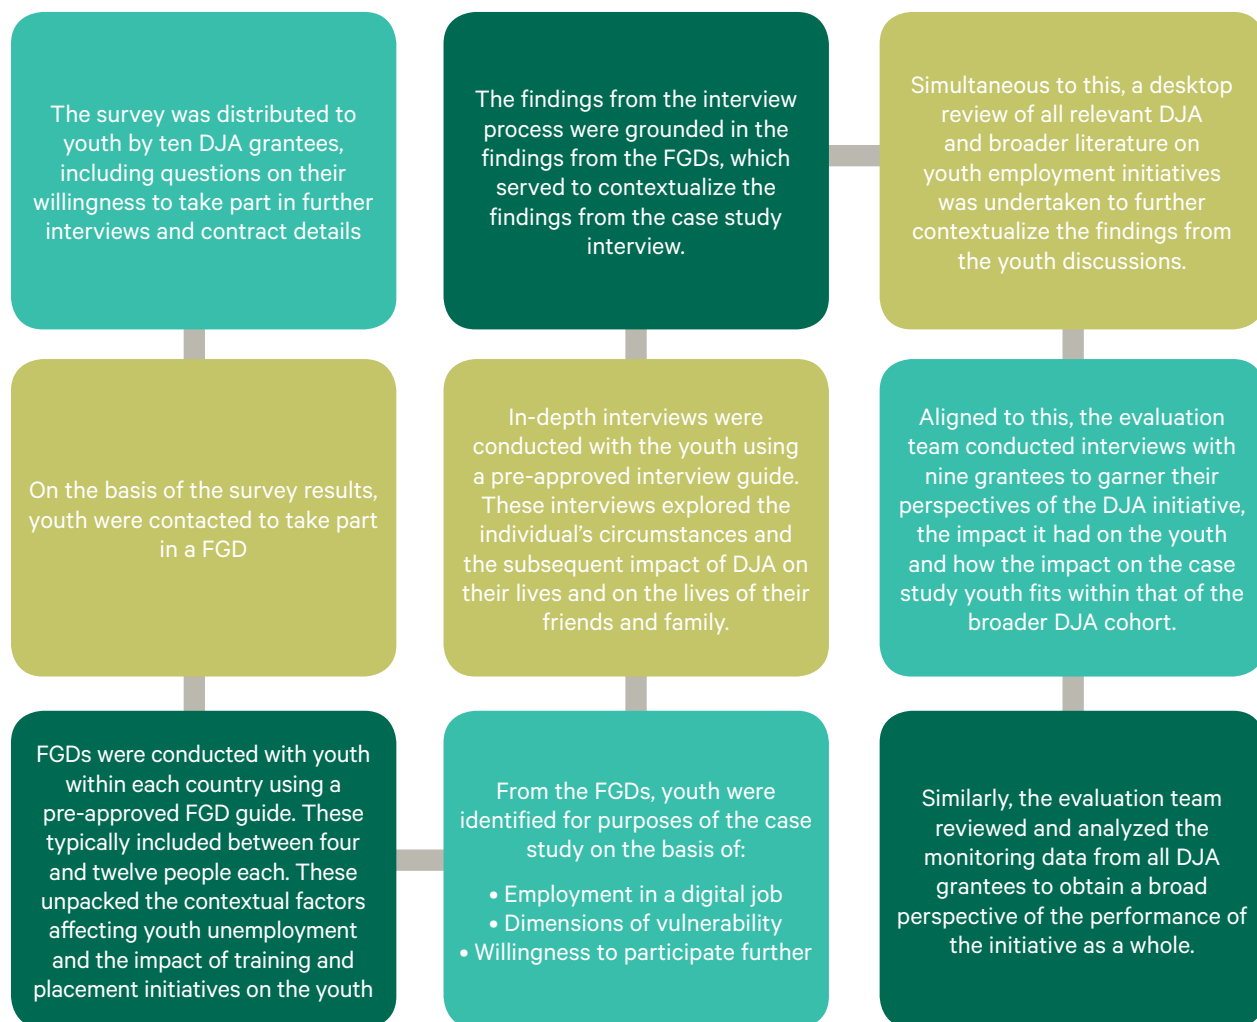 The survey was distributed to
youth by ten DJA grantees,
including questions on their
willingness to take part in further
interviews and contract details
On the basis of the survey results,
youth were contacted to take part
in a FGD
FGDs were conducted with youth
within each country using a
pre-approved FGD guide. These
typically included between four
and twelve people each. These
unpacked the contextual factors
affecting youth unemployment
and the impact of training and
placement initiatives on the youth
From the FGDs, youth were
identified for purposes of the case
study on the basis of:
• Employment in a digital job
• Dimensions of vulnerability
• Willingness to participate further
In-depth interviews were
conducted with the youth using
a pre-approved interview guide.
These interviews explored the
individual’s circumstances and
the subsequent impact of DJA on
their lives and on the lives of their
friends and family.
The findings from the interview
process were grounded in the
findings from the FGDs, which
served to contextualize the
findings from the case study
interview.
Simultaneous to this, a desktop
review of all relevant DJA
and broader literature on
youth employment initiatives
was undertaken to further
contextualize the findings from
the youth discussions.
Aligned to this, the evaluation
team conducted interviews with
nine grantees to garner their
perspectives of the DJA initiative,
the impact it had on the youth
and how the impact on the case
study youth fits within that of the
broader DJA cohort.
Similarly, the evaluation team
reviewed and analyzed the
monitoring data from all DJA
grantees to obtain a broad
perspective of the performance of
the initiative as a whole.